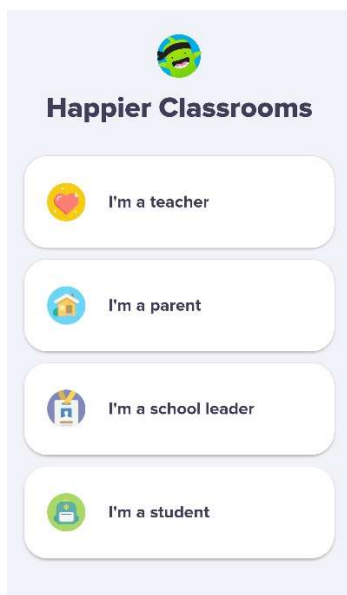 Happier Classrooms
I'm a teacher
I'm a parent
I'm a school leader
I'm a student